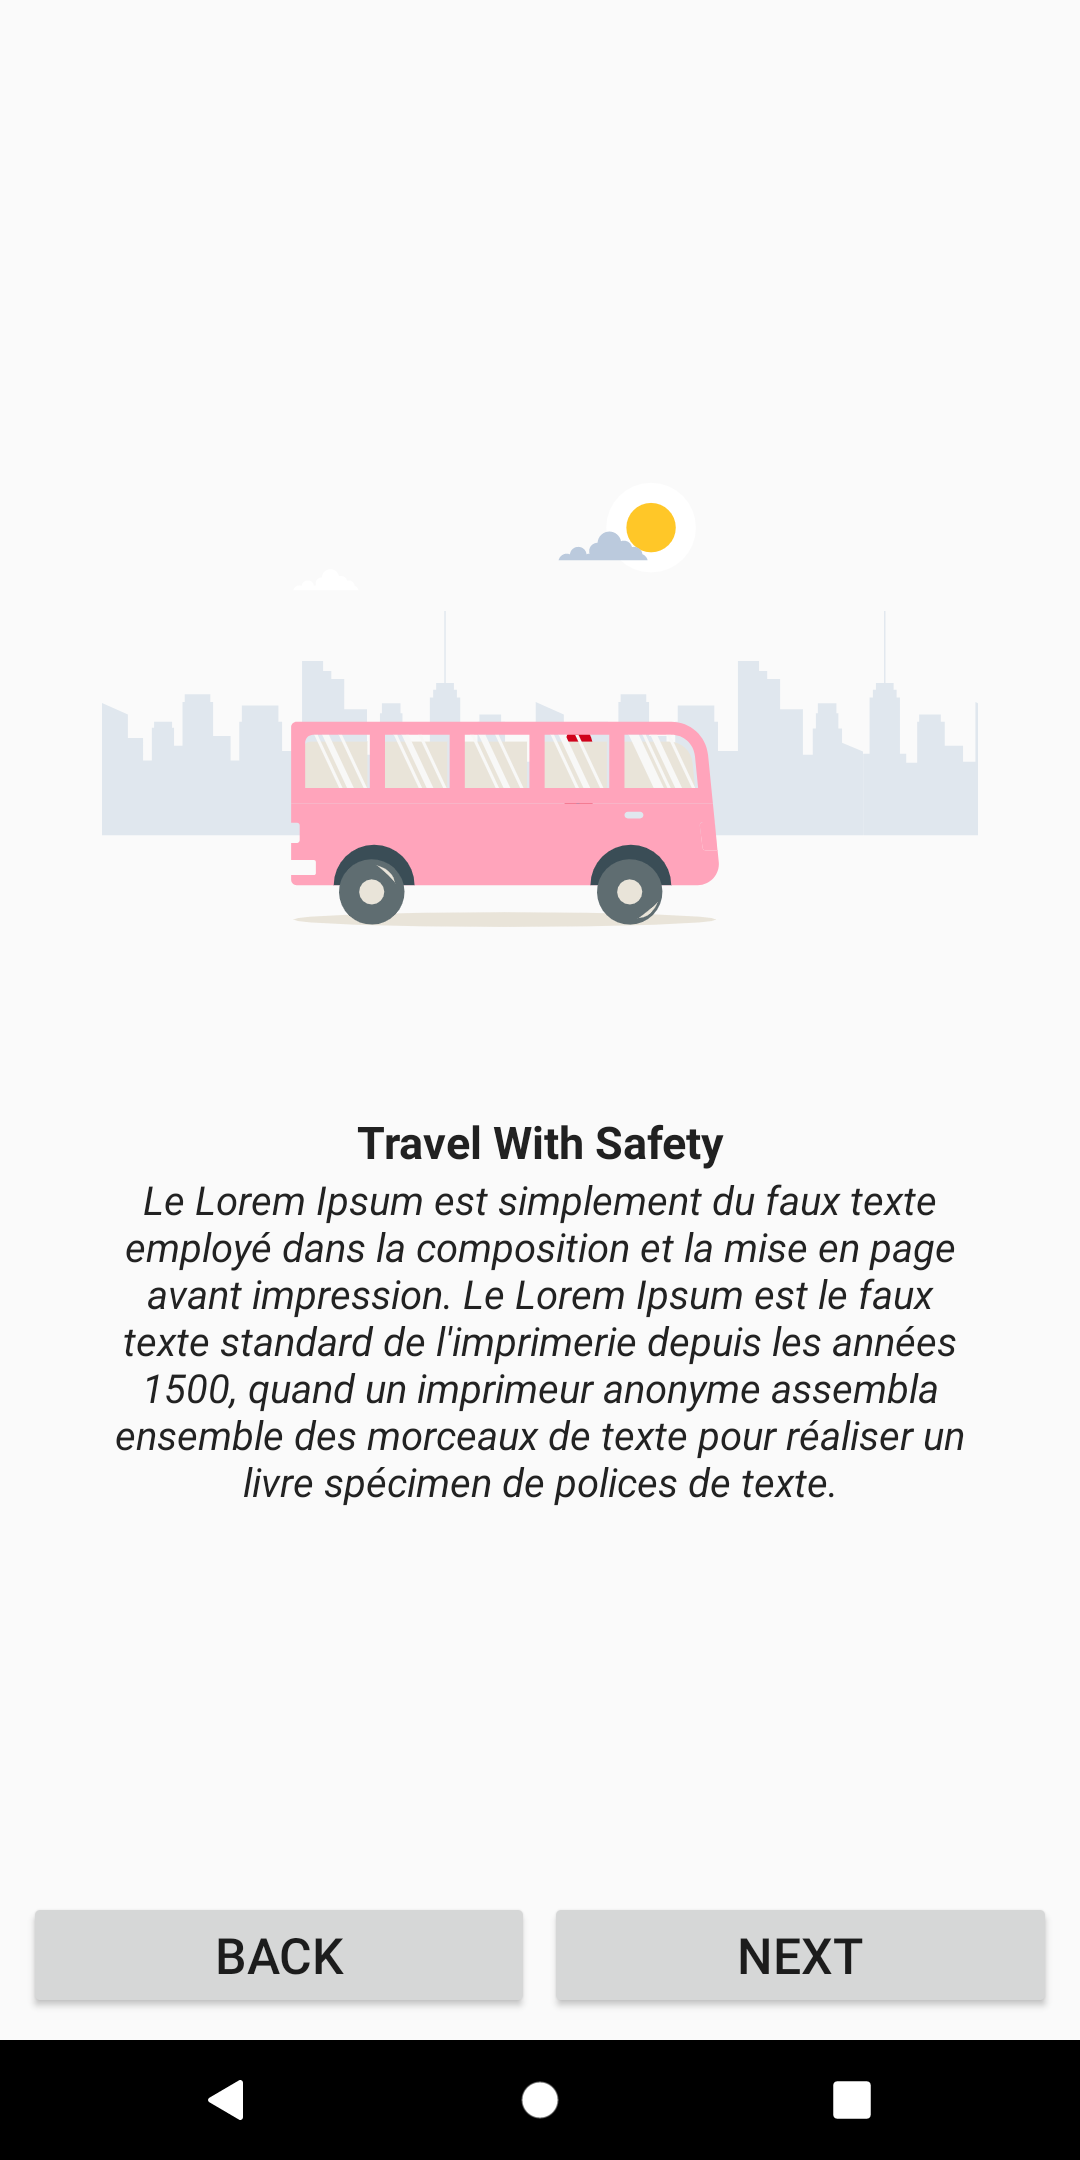 Travel With Safety
Le Lorem Ipsum est simplement du faux texte
employé dans la composition et la mise en page
avant impression. Le Lorem Ipsum est le faux
texte standard de l'imprimerie depuis les années
1500, quand un imprimeur anonyme assembla
ensemble des morceaux de texte pour réaliser un
livre spécimen de polices de texte.
BACK
NEXT